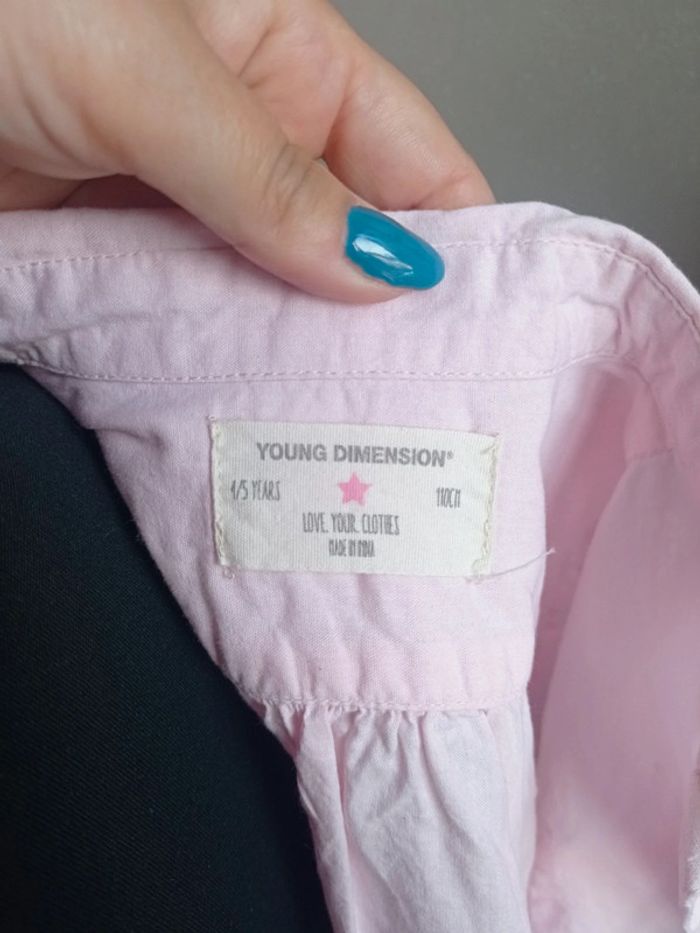 YOUNG DIMENSION®
4/5 YEARS 110CM
LOVE. YOUR. CLOTHES
MADE IN INDIA